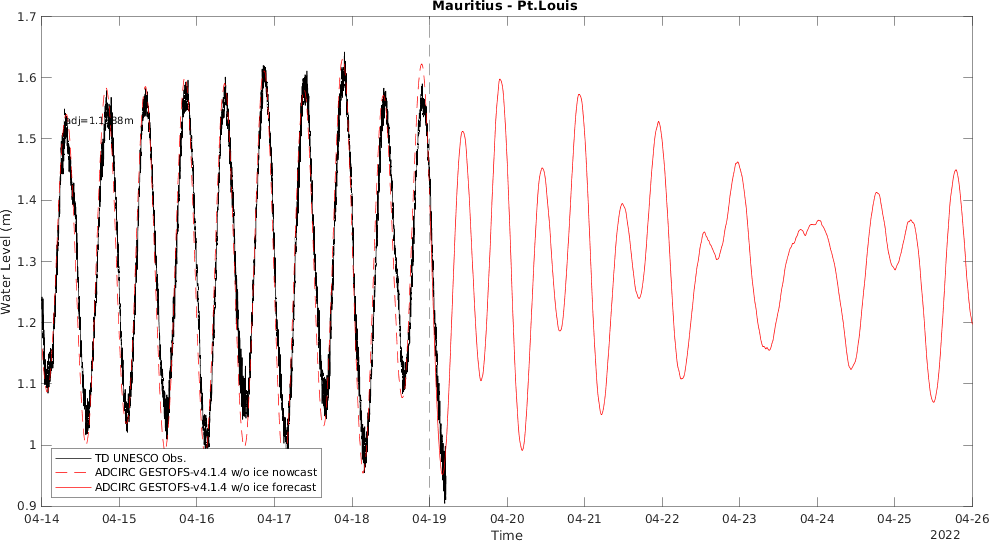 Mauritius - Pt.Louis
1.7
1.6
1.5
1.4
1.3
1.2
1.1
1
0.9
Water Level (m)
TD UNESCO Obs.
ADCIRC GESTOFS-v4.1.4 w/o ice nowcast
ADCIRC GESTOFS-v4.1.4 w/o ice forecast
04-14 04-15 04-16 04-17 04-18 04-19 04-20 04-21 04-22 04-23 04-24 04-25 04-26
Time
2022